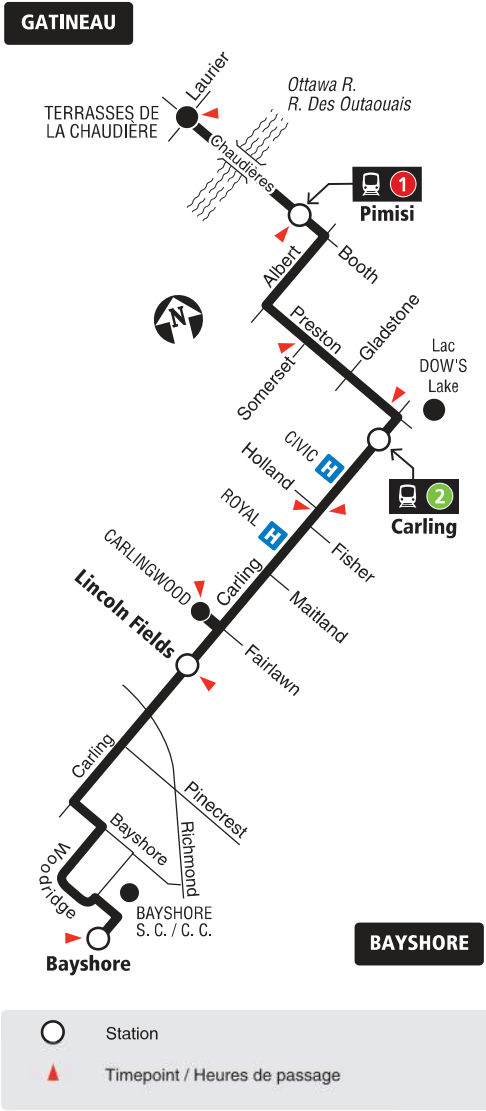 GATINEAU
Laurier
Ottawa R.
R. Des Outaouais
TERRASSES DE
LA CHAUDIÈRE
Chaudières
1
Pimisi
Albert
Booth
N
Preston
Gladstone
Somerset
Lac
DOW'S
Lake
CIVIC H
Holland
2
Carling
ROYAL H
Fisher
CARLINGWOOD
Carling
Maitland
Lincoln Fields
Fairlawn
Carling
Pinecrest
Bayshore
Richmond
Woodridge
BAYSHORE
S. C. / C. C.
Bayshore
BAYSHORE
Station
Timepoint / Heures de passage